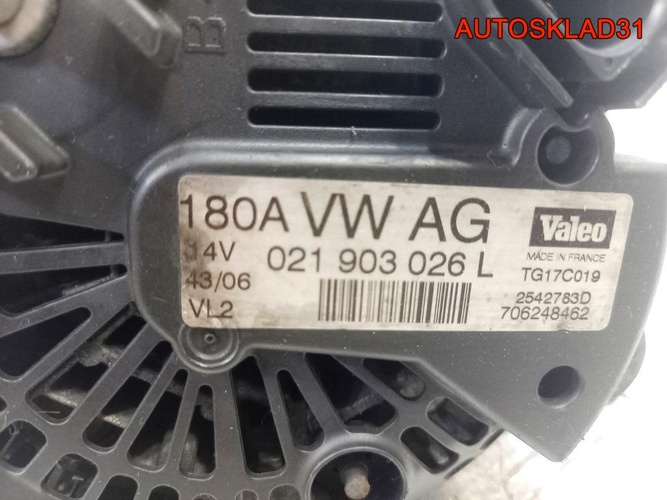 AUTOSKLAD31
B+
180A VW AG
14V 021 903 026 L
43/06
VL2
Valeo
MADE IN FRANCE
TG17C019
2542783D
706248462